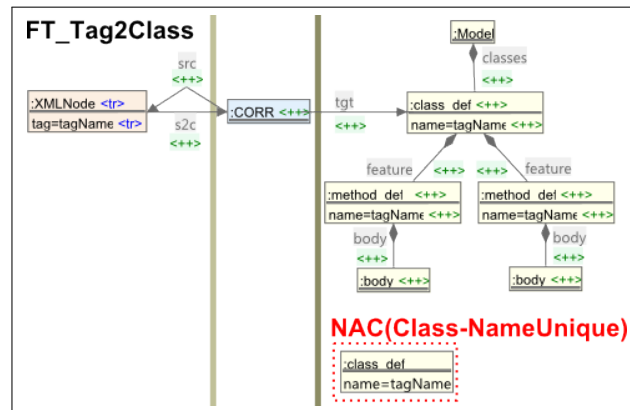 FT_Tag2Class
:Model
src
<++>
classes
<++>
:XMLNode <tr>
tag=tagName <tr>
s2c
<++>
:CORR <++>
tgt
<++>
:class_def <++>
name=tagName <++>
feature
<++>
<++>
feature
:method_def <++>
name=tagName <++>
:method_def <++>
name=tagName <++>
body
<++>
body
<++>
:body <++>
:body <++>
NAC(Class-NameUnique)
:class_def
name=tagName